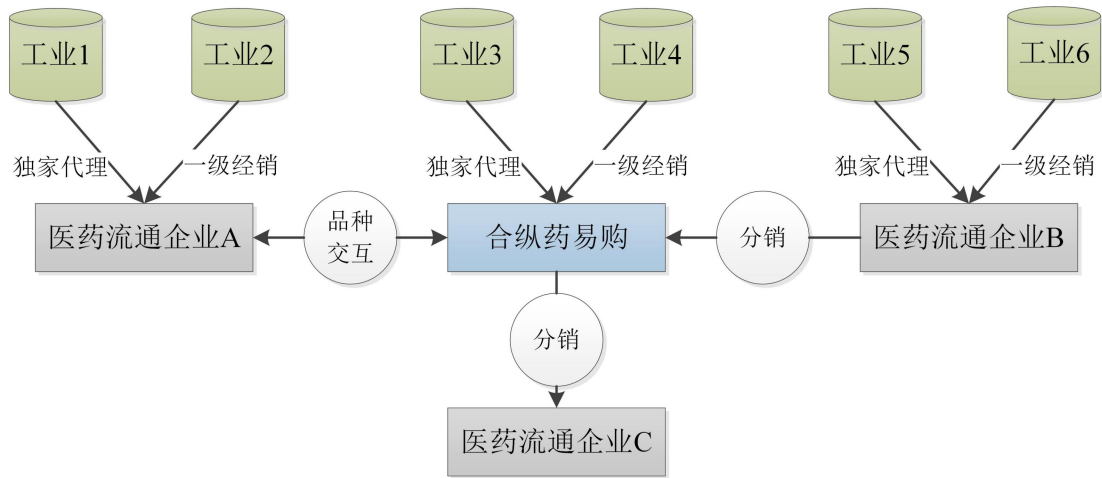 工业1
工业2
工业3
工业4
工业5
工业6
独家代理
一级经销
独家代理
一级经销
独家代理
一级经销
医药流通企业A
品种
交互
合纵药易购
分销
医药流通企业B
分销
医药流通企业C